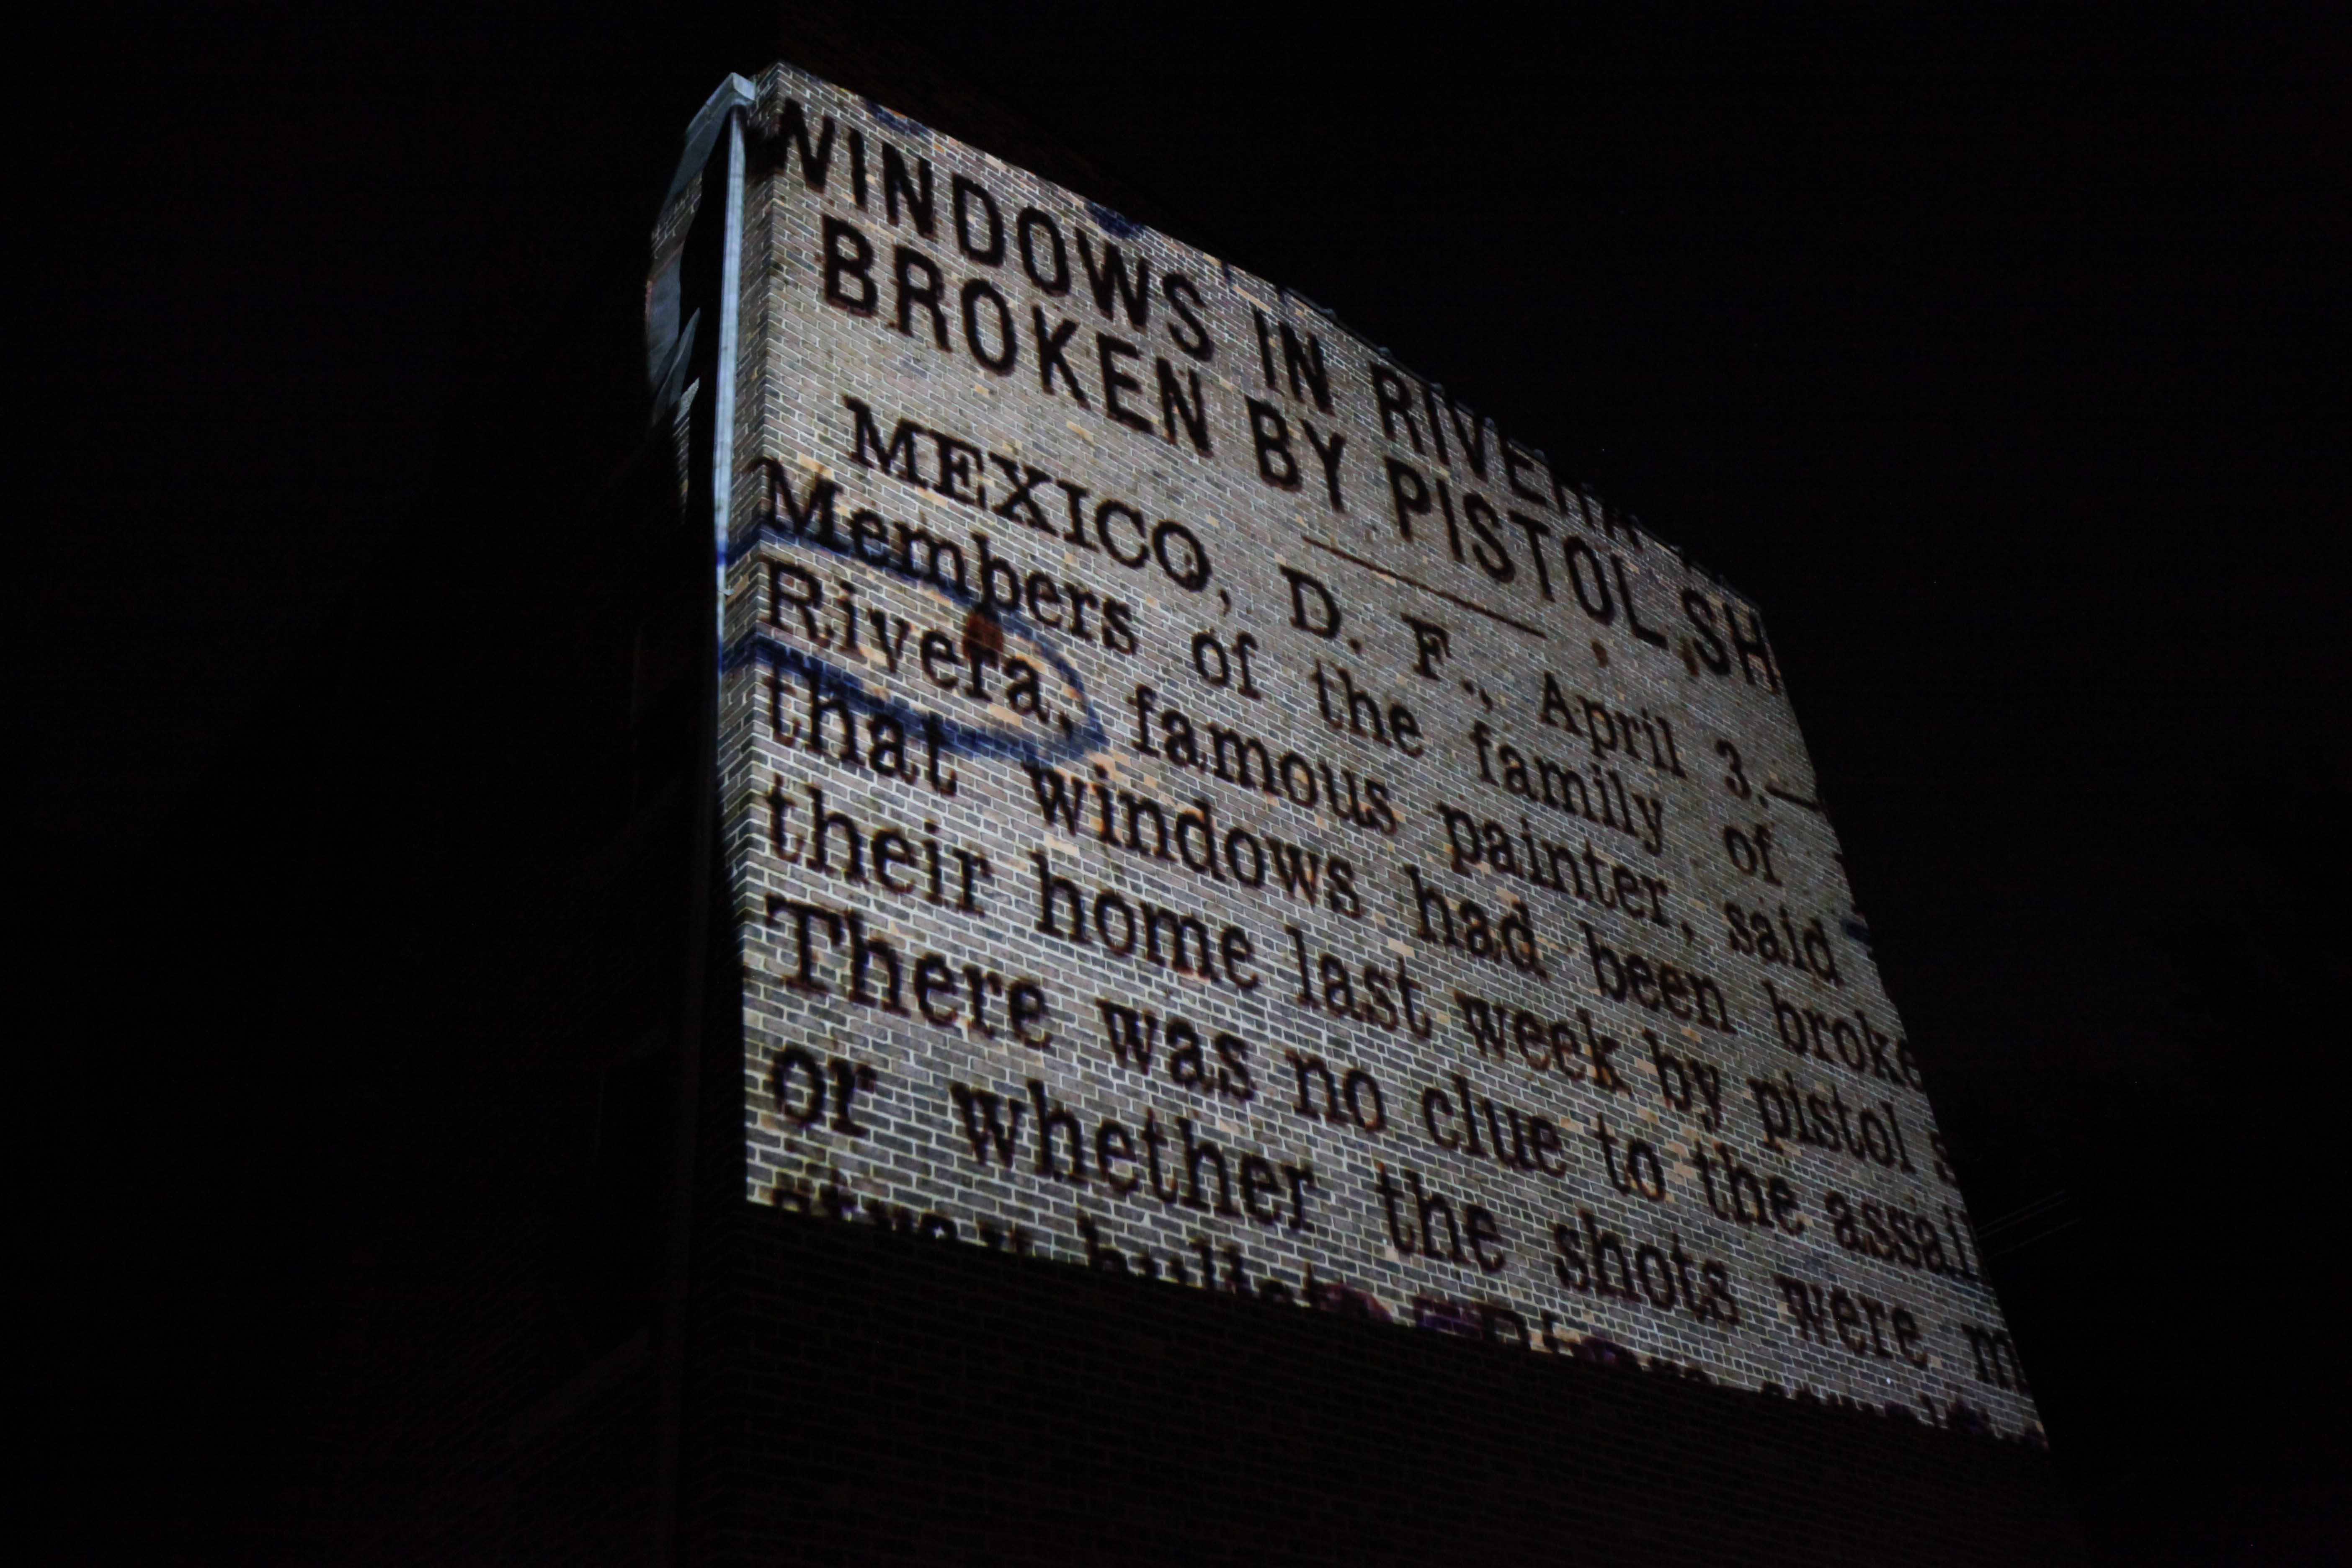 WINDOWS IN RIVERA
BROKEN BY PISTOL SH
MEXICO, D. F., April 3.—
Members of the family of
Rivera, famous painter, said
that windows had been broke
their home last week by pistol s
There was no clue to the assail
or whether the shots were m